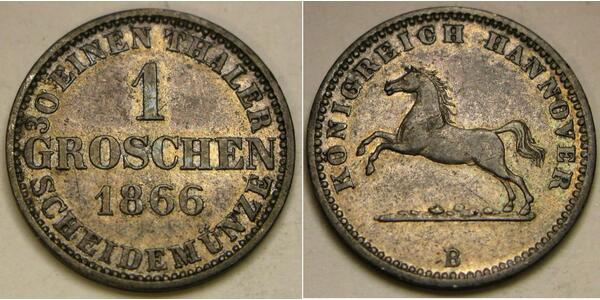 30 EINEN THALER
1
GROSCHEN
1866
SCHEIDEMÜNZE
KÖNIGREICH HANNOVER
B